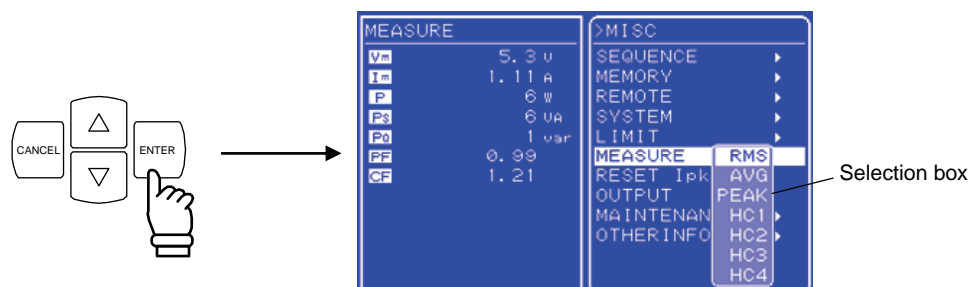 CANCEL
ENTER
MEASURE
Vm 5.3 V
Im 1.11 A
P 6 W
PS 6 VA
PQ 1 var
PF 0.99
CF 1.21
>MISC
SEQUENCE
MEMORY
REMOTE
SYSTEM
LIMIT
MEASURE RMS
RESET Ipk AVG
OUTPUT PEAK
MAINTENAN HC1
OTHERINFO HC2
HC3
HC4
Selection box